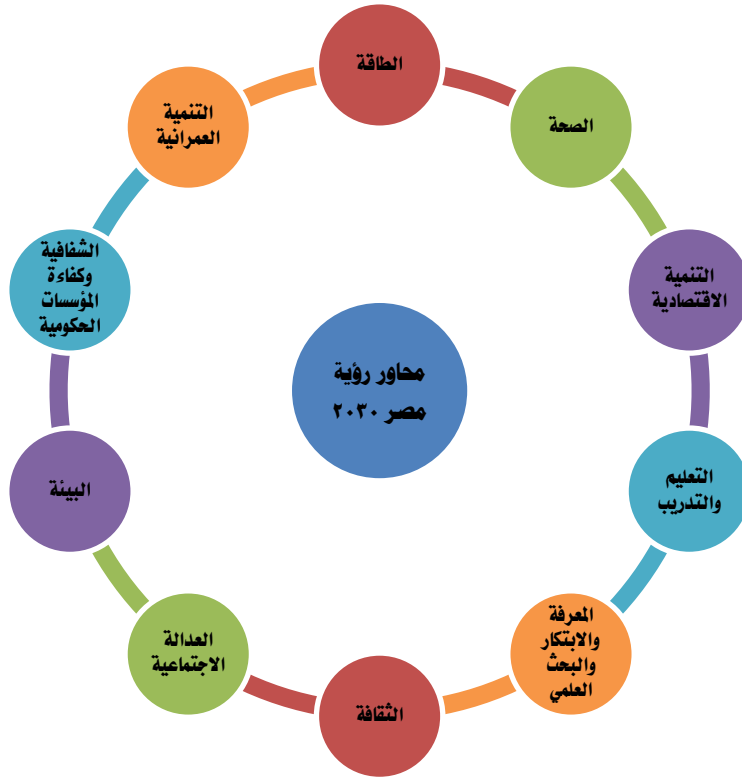 الطاقة
الصحة
التنمية
الاقتصادية
التعليم
والتدريب
المعرفة
والابتكار
والبحث
العلمي
الثقافة
العدالة
الاجتماعية
البيئة
الشفافية
وكفاءة
المؤسسات
الحكومية
التنمية
العمرانية
محاور رؤية
مصر ٢٠٣٠